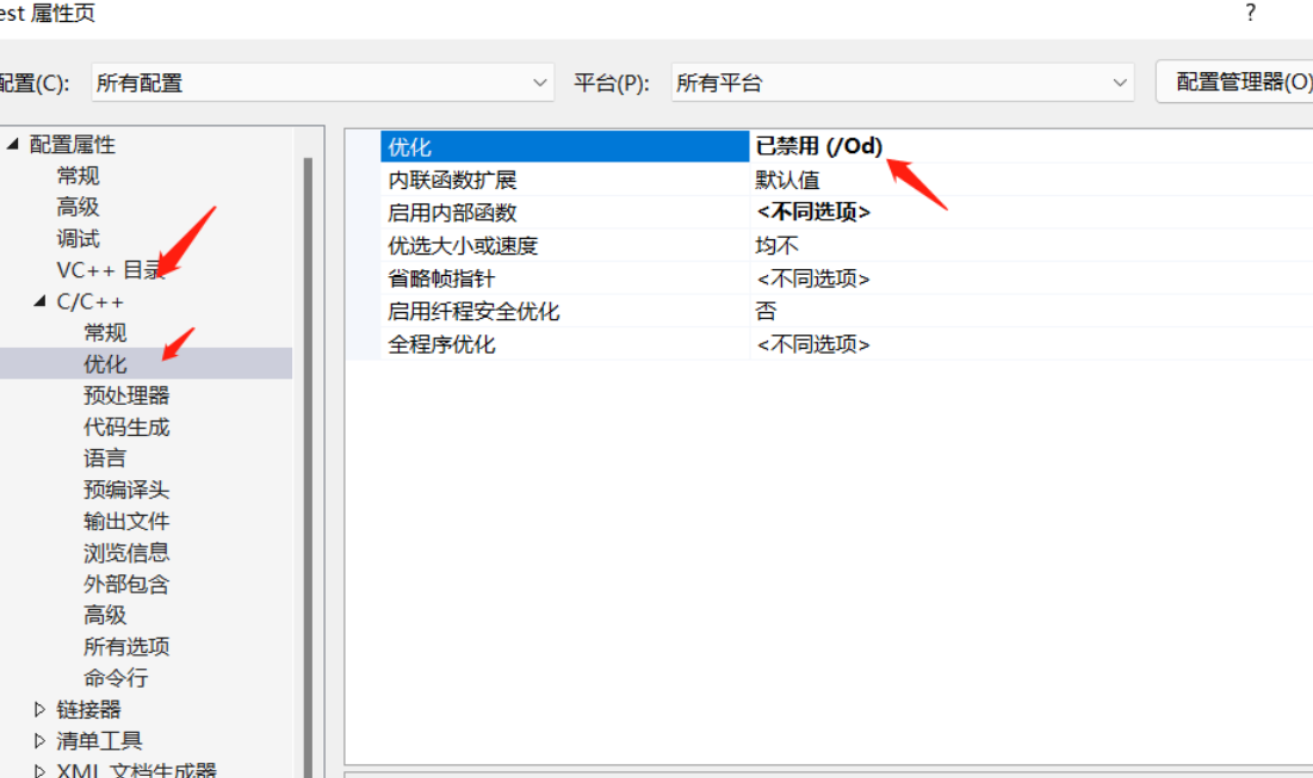 est 属性页 ?
配置(C): 所有配置 平台(P): 所有平台 配置管理器(O)
配置属性
常规
高级
调试
VC++ 目录
C/C++
常规
优化
预处理器
代码生成
语言
预编译头
输出文件
浏览信息
外部包含
高级
所有选项
命令行
链接器
清单工具
XML 文档生成器
优化 已禁用 (/Od)
内联函数扩展 默认值
启用内部函数 <不同选项>
优选大小或速度 均不
省略帧指针 <不同选项>
启用纤程安全优化 否
全程序优化 <不同选项>